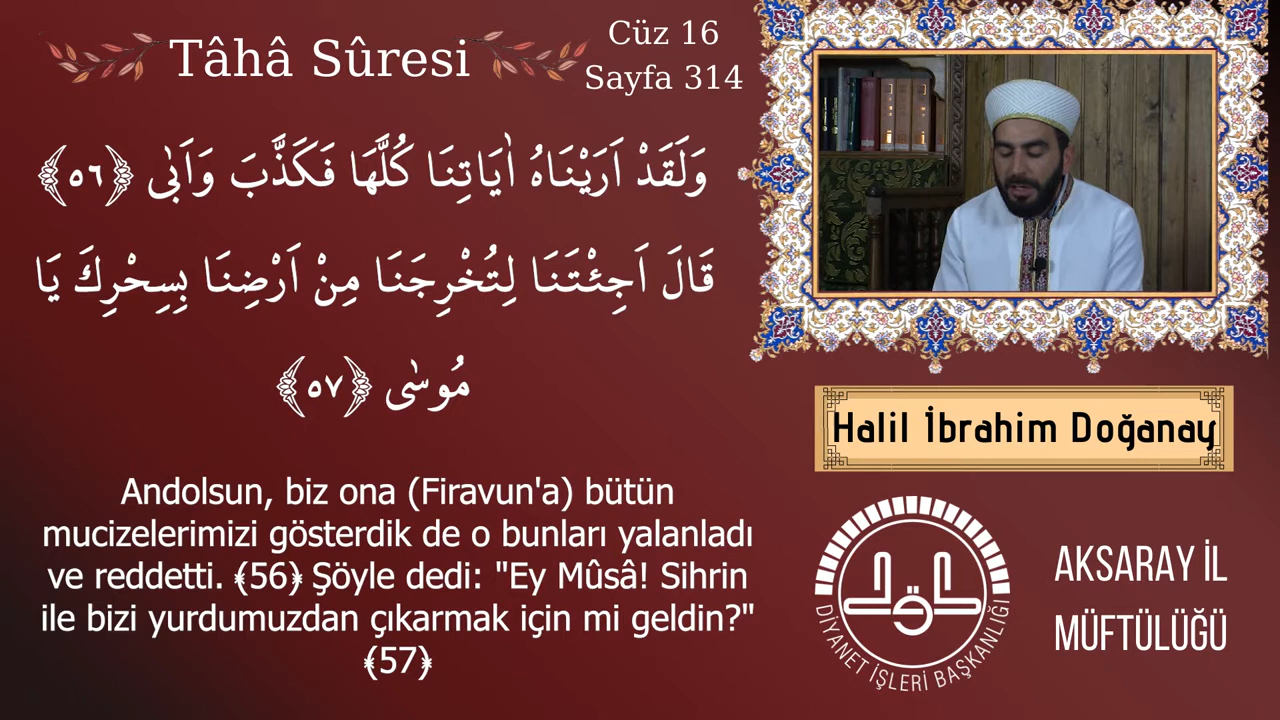 Tâhâ Sûresi
Cüz 16
Sayfa 314
وَلَقَدْ اَرَيْنَاهُ اٰيَاتِنَا كُلَّهَا فَكَذَّبَ وَاَبٰى ﴿٥٦﴾
قَالَ اَجِئْتَنَا لِتُخْرِجَنَا مِنْ اَرْضِنَا بِسِحْرِكَ يَا
مُوسٰى ﴿٥٧﴾
Andolsun, biz ona (Firavun'a) bütün
mucizelerimizi gösterdik de o bunları yalanladı
ve reddetti. ﴾56﴿ Şöyle dedi: "Ey Mûsâ! Sihrin
ile bizi yurdumuzdan çıkarmak için mi geldin?"
﴾57﴿
Halil İbrahim Doğanay
DİYANET İŞLERİ BAŞKANLIĞI
AKSARAY İL
MÜFTÜLÜĞÜ